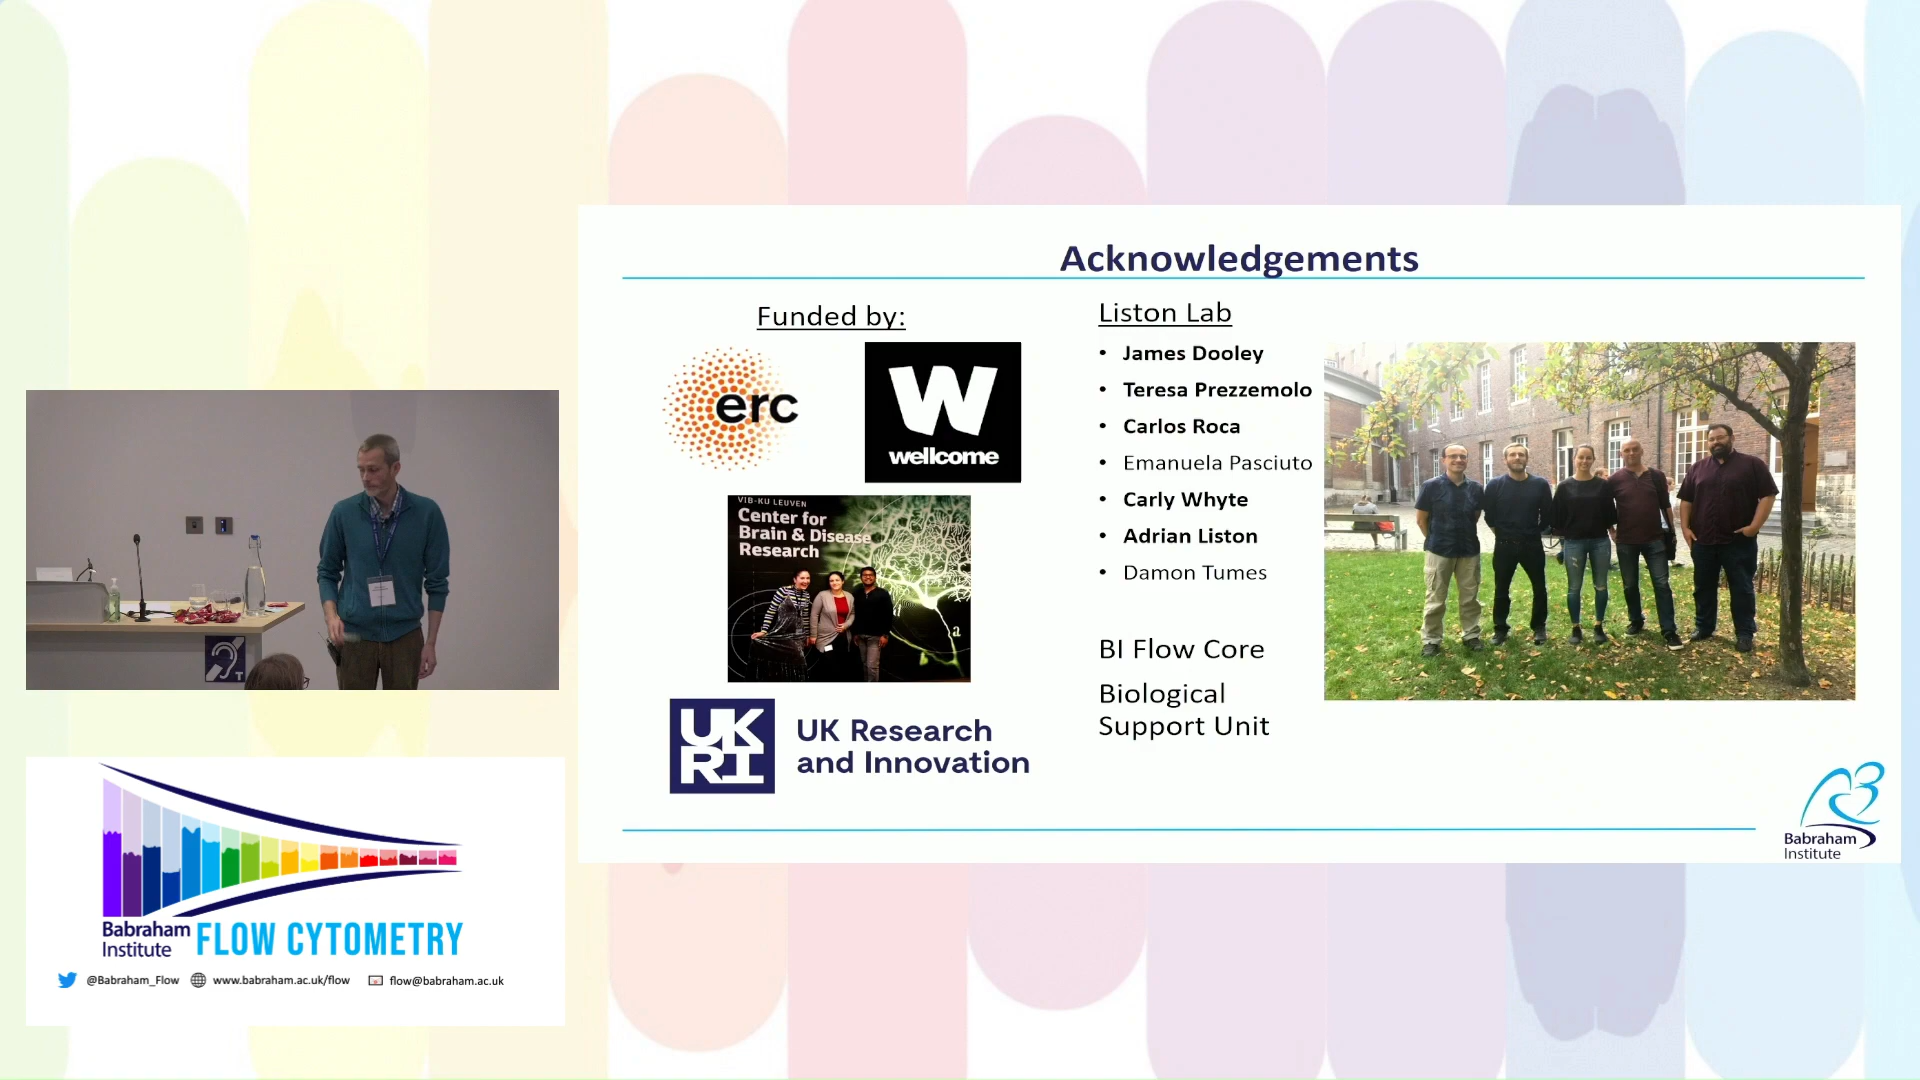 Acknowledgements
Funded by:
erc
W
wellcome
VIB-KU LEUVEN
Center for
Brain & Disease
Research
UK
RI
UK Research
and Innovation
Liston Lab
• James Dooley
• Teresa Prezzemolo
• Carlos Roca
• Emanuela Pasciuto
• Carly Whyte
• Adrian Liston
• Damon Tumes
BI Flow Core
Biological
Support Unit
Babraham
Institute
T
Babraham
Institute
FLOW CYTOMETRY
@Babraham_Flow
www.babraham.ac.uk/flow
flow@babraham.ac.uk